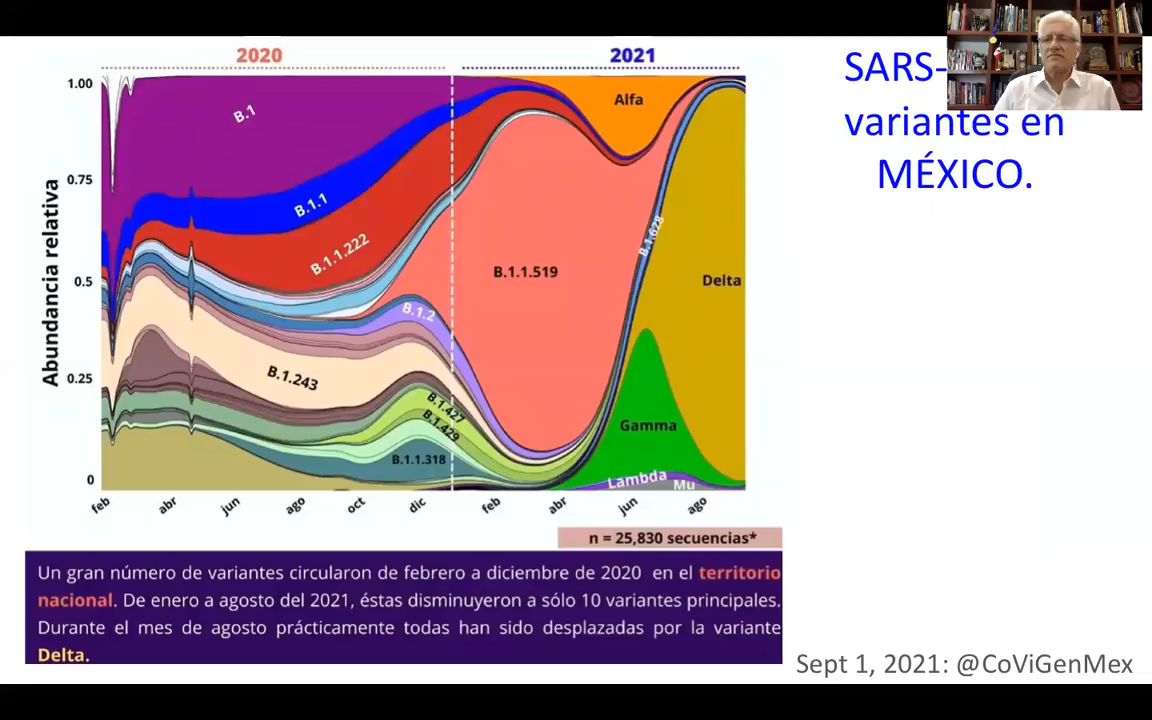 2020
2021
1.00
0.75
0.5
0.25
0
Abundancia relativa
B.1
B.1.1
B.1.1.222
B.1.2
B.1.243
B.1.427
B.1.429
B.1.1.318
B.1.1.519
Alfa
B.1.628
Delta
Gamma
Lambda
Mu
feb
abr
jun
ago
oct
dic
feb
abr
jun
ago
n = 25,830 secuencias*
Un gran número de variantes circularon de febrero a diciembre de 2020 en el territorio
nacional. De enero a agosto del 2021, éstas disminuyeron a sólo 10 variantes principales.
Durante el mes de agosto prácticamente todas han sido desplazadas por la variante
Delta.
SARS-
variantes en
MÉXICO.
Sept 1, 2021: @CoViGenMex